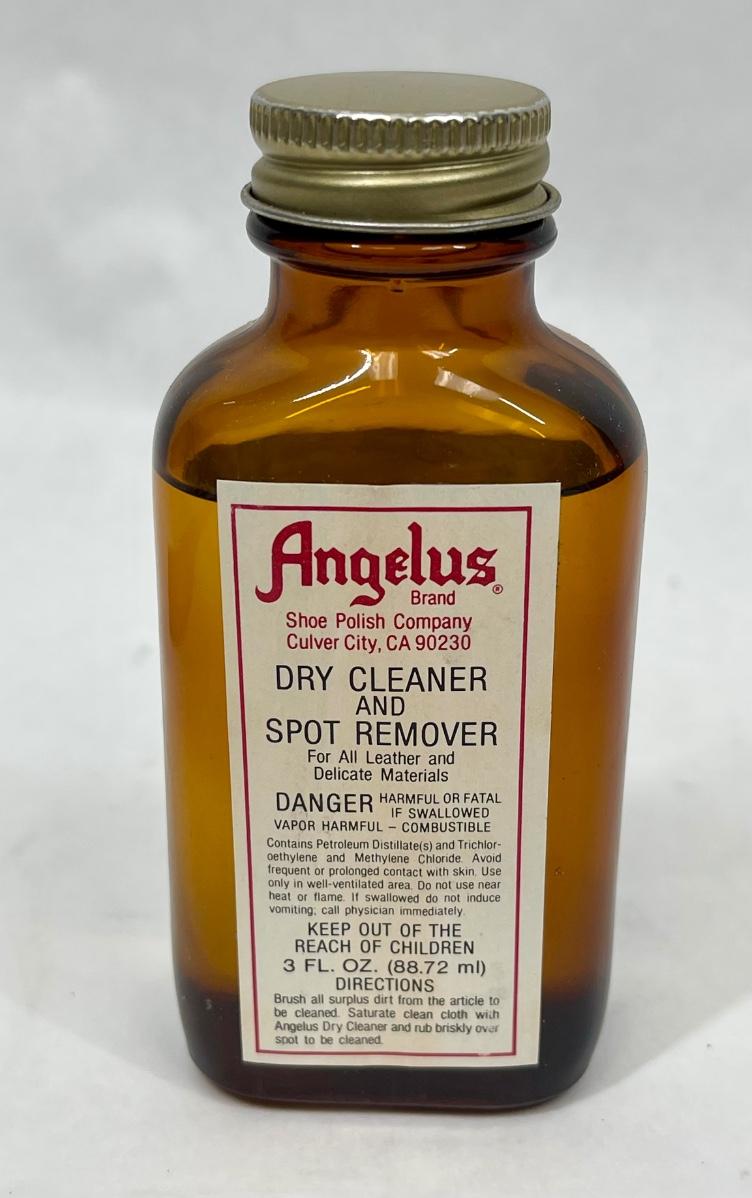 Angelus®
Brand
Shoe Polish Company
Culver City, CA 90230
DRY CLEANER
AND
SPOT REMOVER
For All Leather and
Delicate Materials
DANGER HARMFUL OR FATAL
IF SWALLOWED
VAPOR HARMFUL – COMBUSTIBLE
Contains Petroleum Distillate(s) and Trichlor-
oethylene and Methylene Chloride. Avoid
frequent or prolonged contact with skin. Use
only in well-ventilated area. Do not use near
heat or flame. If swallowed do not induce
vomiting; call physician immediately.
KEEP OUT OF THE
REACH OF CHILDREN
3 FL. OZ. (88.72 ml)
DIRECTIONS
Brush all surplus dirt from the article to
be cleaned. Saturate clean cloth with
Angelus Dry Cleaner and rub briskly over
spot to be cleaned.